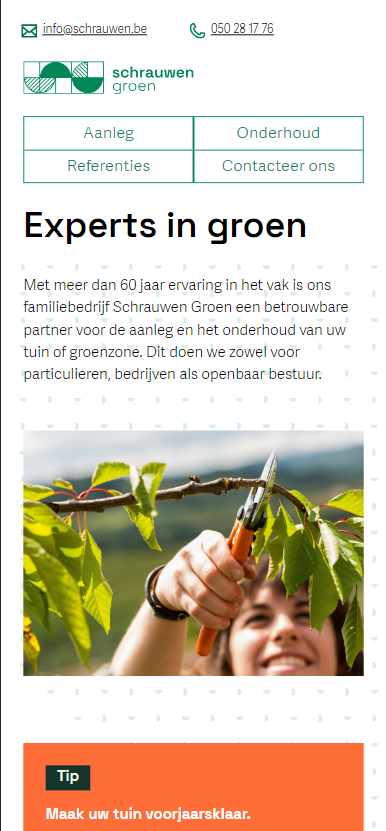 info@schrauwen.be 050 28 17 76
schrauwen
groen
Aanleg Onderhoud
Referenties Contacteer ons
Experts in groen
Met meer dan 60 jaar ervaring in het vak is ons
familiebedrijf Schrauwen Groen een betrouwbare
partner voor de aanleg en het onderhoud van uw
tuin of groenzone. Dit doen we zowel voor
particulieren, bedrijven als openbaar bestuur.
Tip
Maak uw tuin voorjaarsklaar.